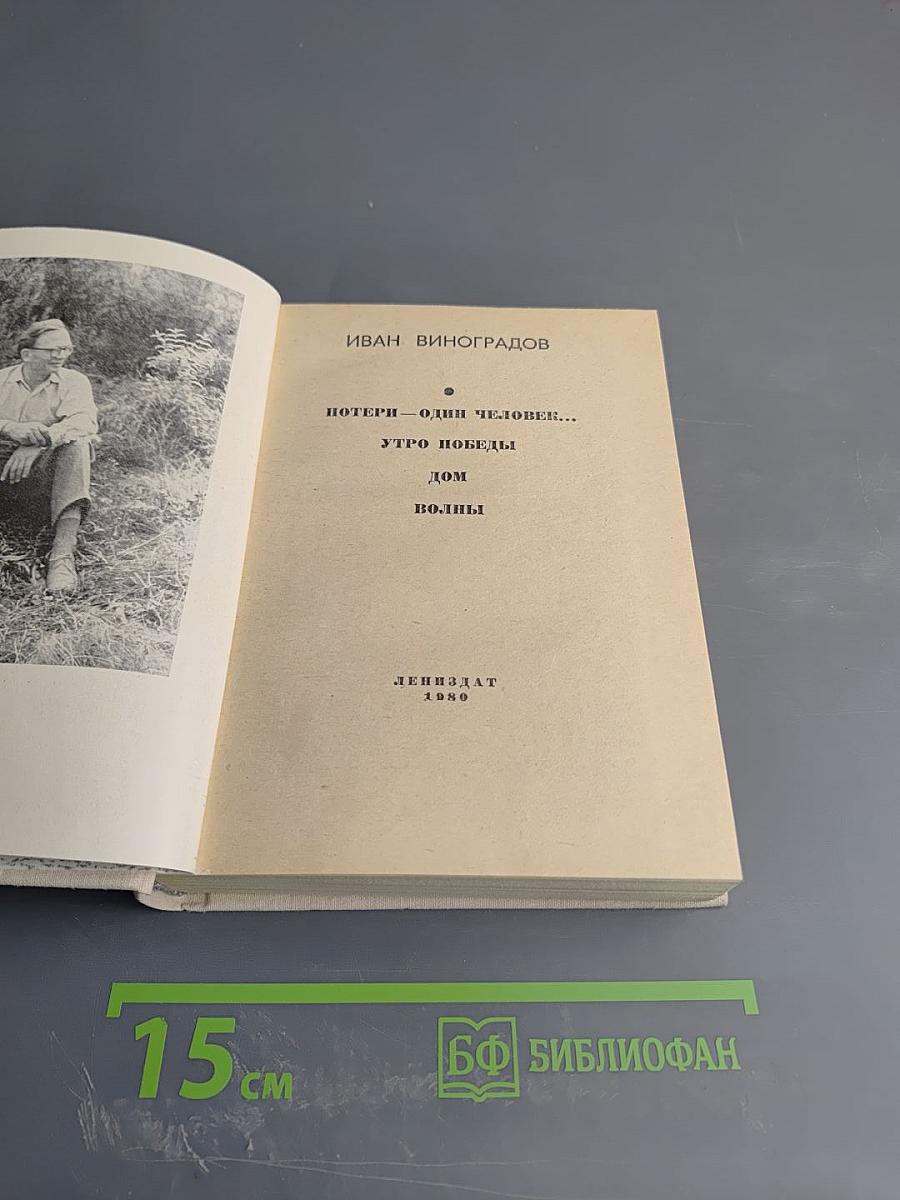 ИВАН ВИНОГРАДОВ
ПОТЕРИ — ОДИН ЧЕЛОВЕК...
УТРО ПОБЕДЫ
ДОМ
ВОЛНЫ
ЛЕНИЗДАТ
1980
15 см
БФ БИБЛИОФАН